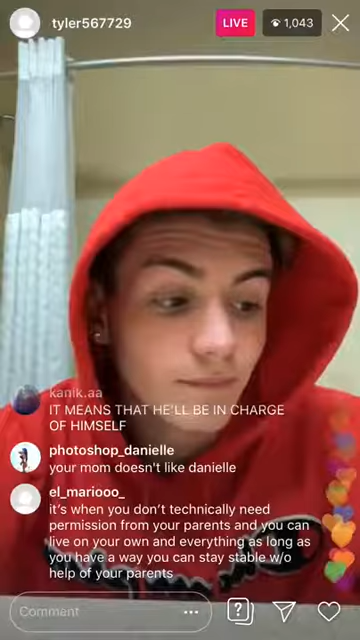 tyler567729
LIVE
1,043
kanik.aa
IT MEANS THAT HE'LL BE IN CHARGE
OF HIMSELF
photoshop_danielle
your mom doesn't like danielle
el_mariooo_
it's when you don't technically need
permission from your parents and you can
live on your own and everything as long as
you have a way you can stay stable w/o
help of your parents
Comment